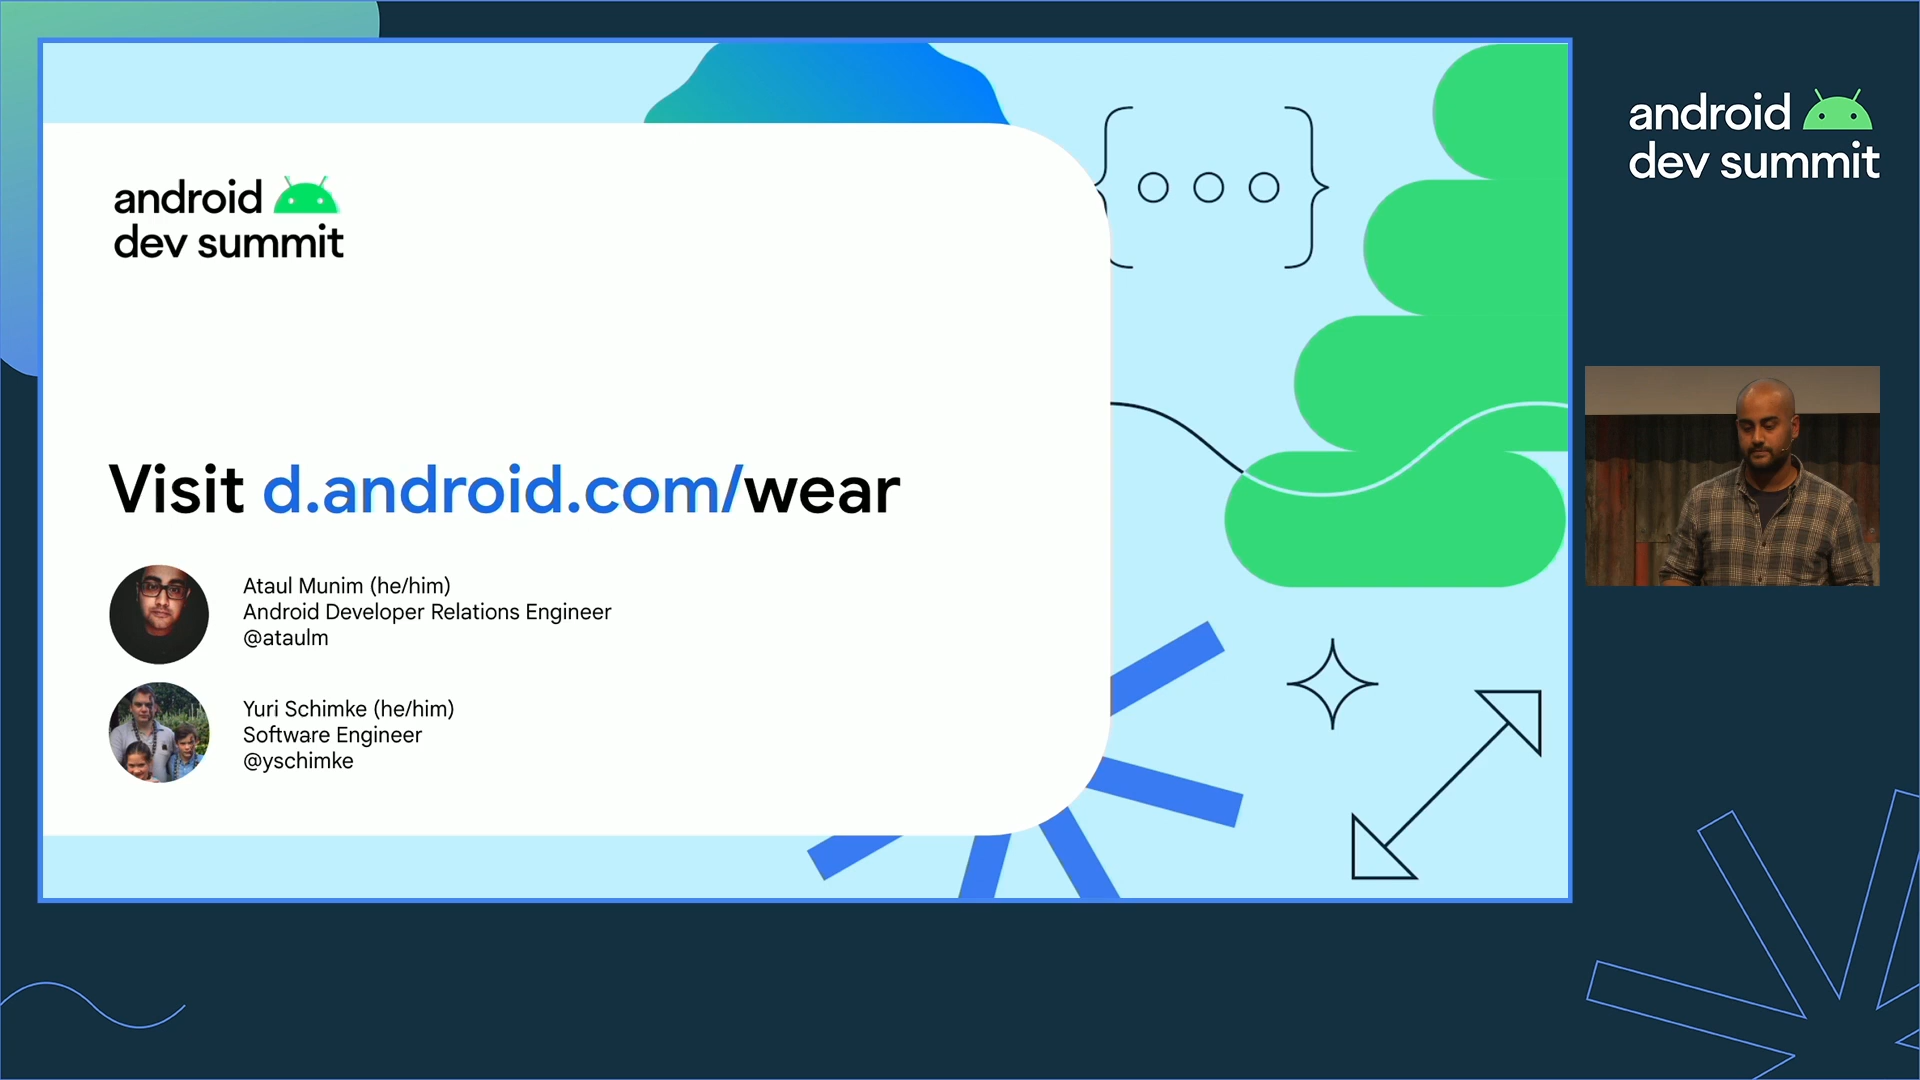 android
dev summit
Visit d.android.com/wear
Ataul Munim (he/him)
Android Developer Relations Engineer
@ataulm
Yuri Schimke (he/him)
Software Engineer
@yschimke
android
dev summit